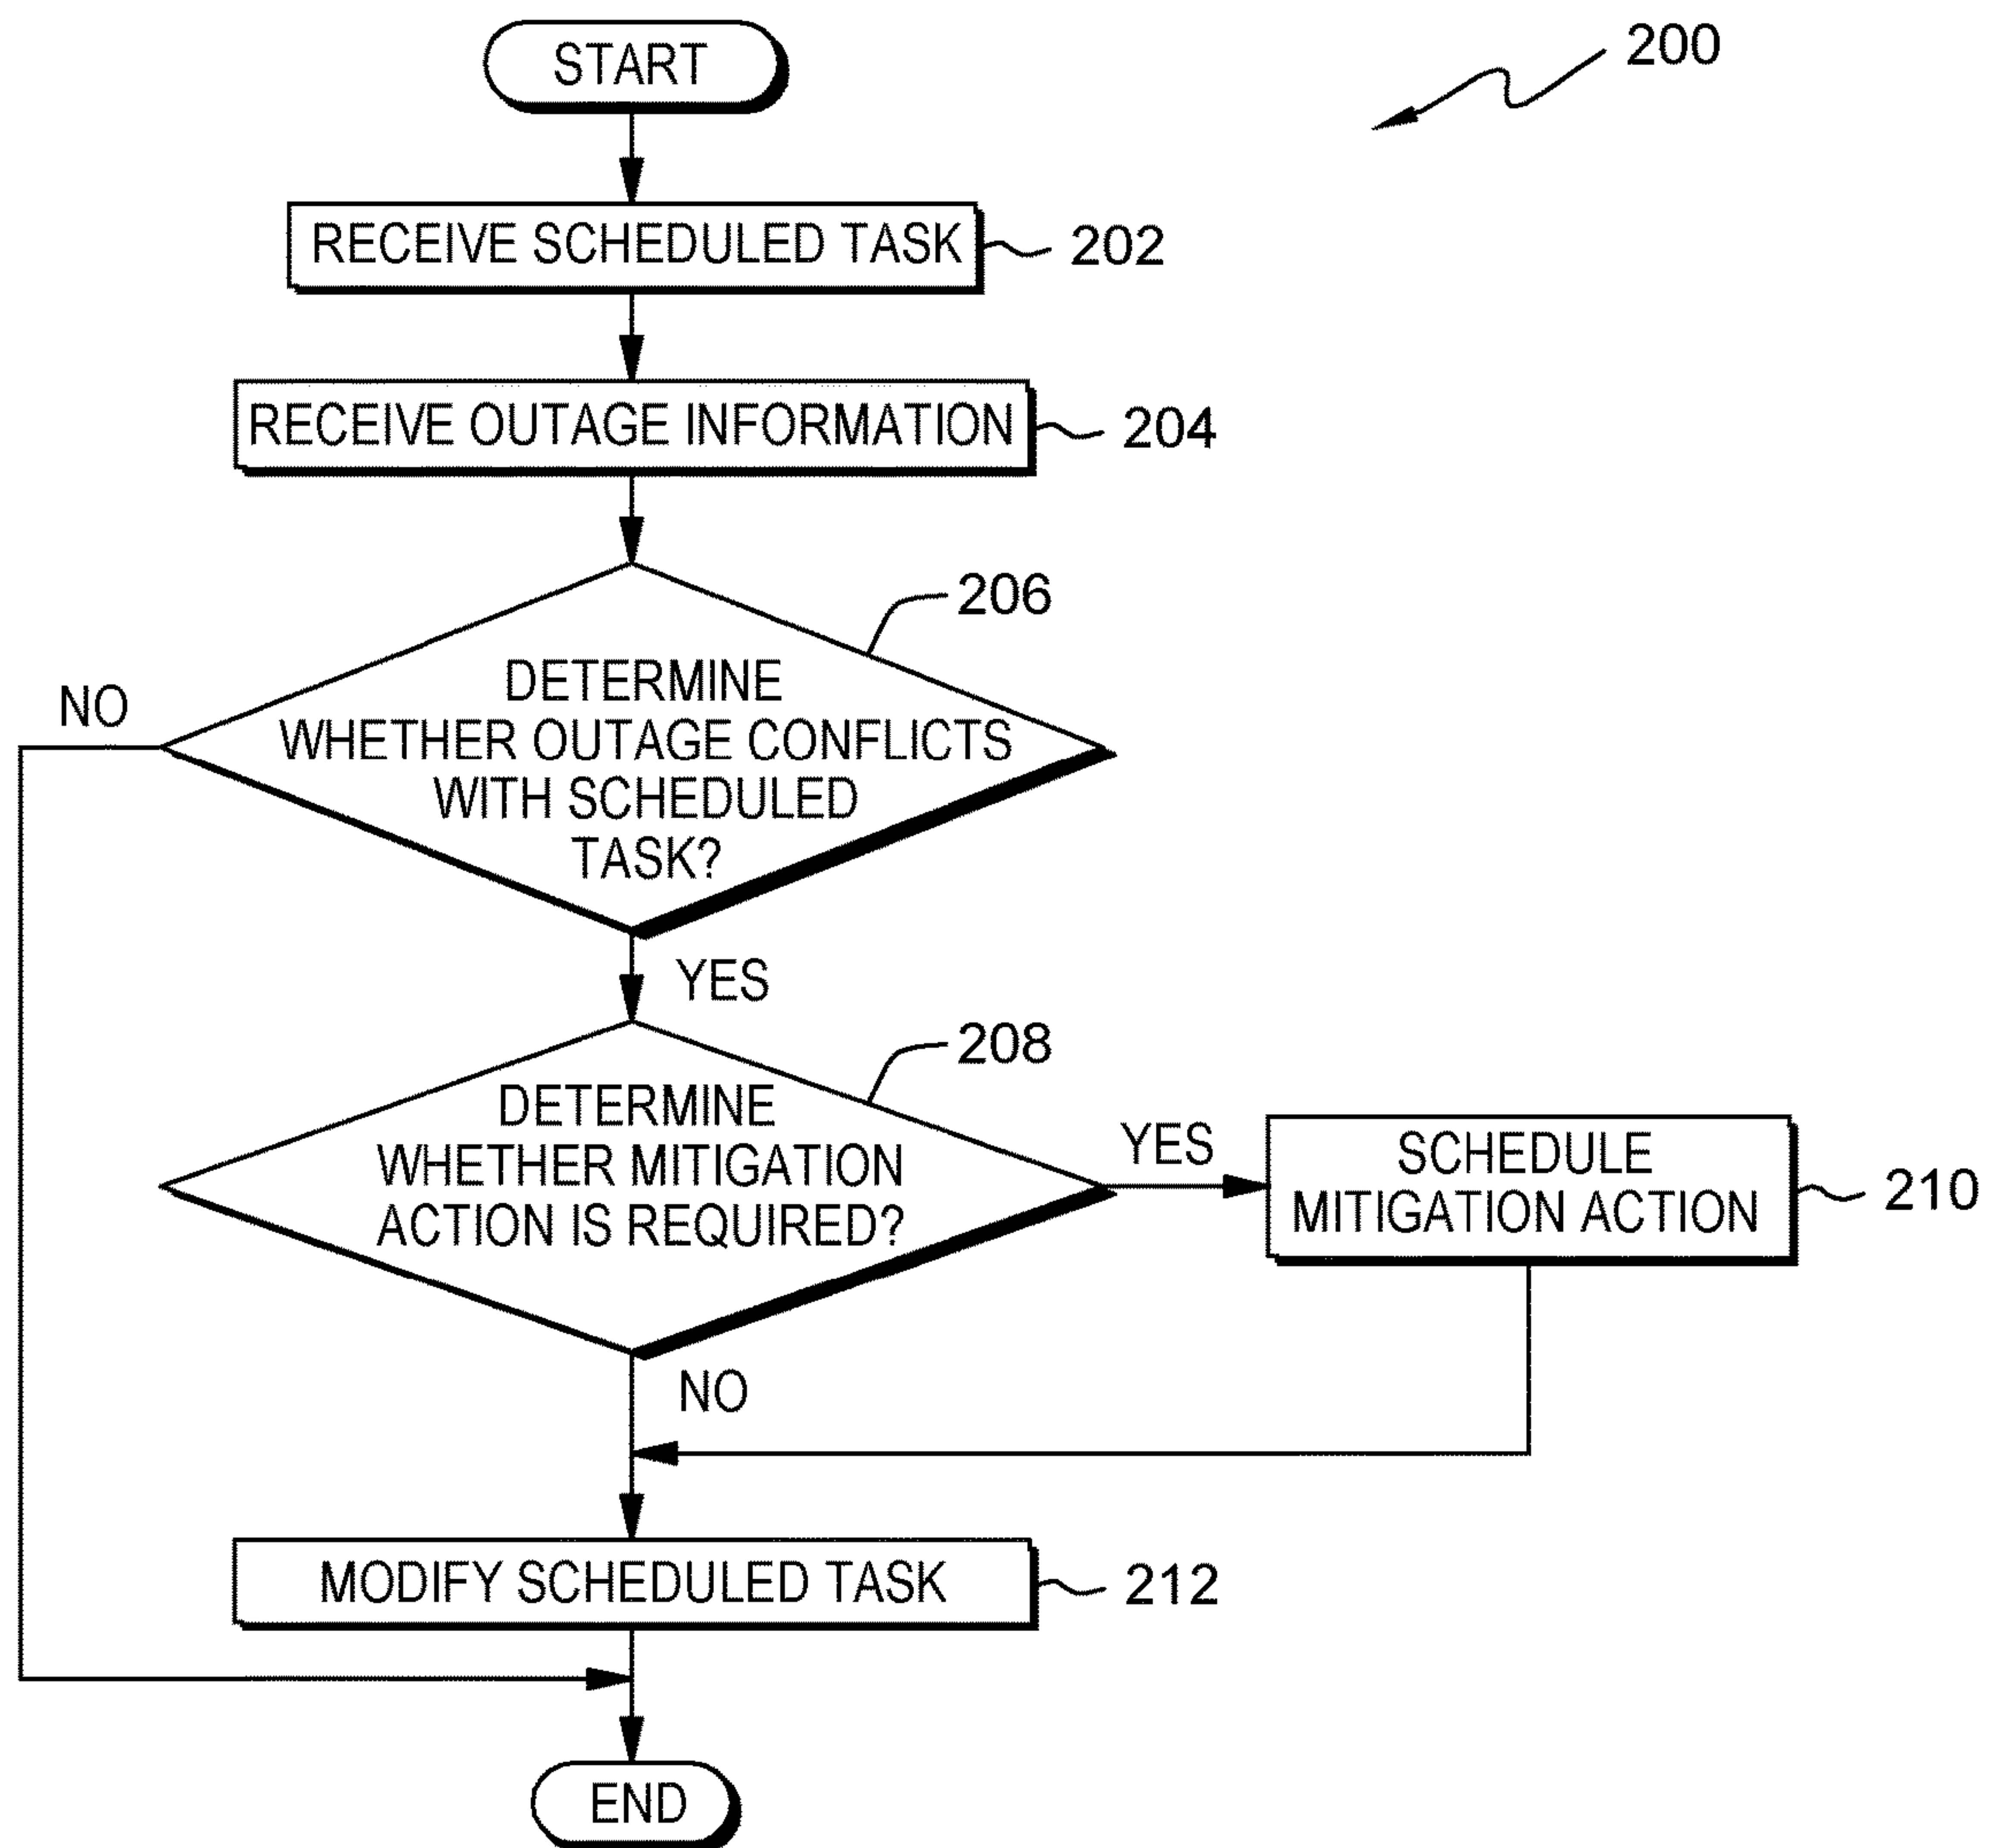 START
200
RECEIVE SCHEDULED TASK
202
RECEIVE OUTAGE INFORMATION
204
206
DETERMINE
WHETHER OUTAGE CONFLICTS
WITH SCHEDULED
TASK?
NO
YES
208
DETERMINE
WHETHER MITIGATION
ACTION IS REQUIRED?
YES
SCHEDULE
MITIGATION ACTION
210
NO
MODIFY SCHEDULED TASK
212
END